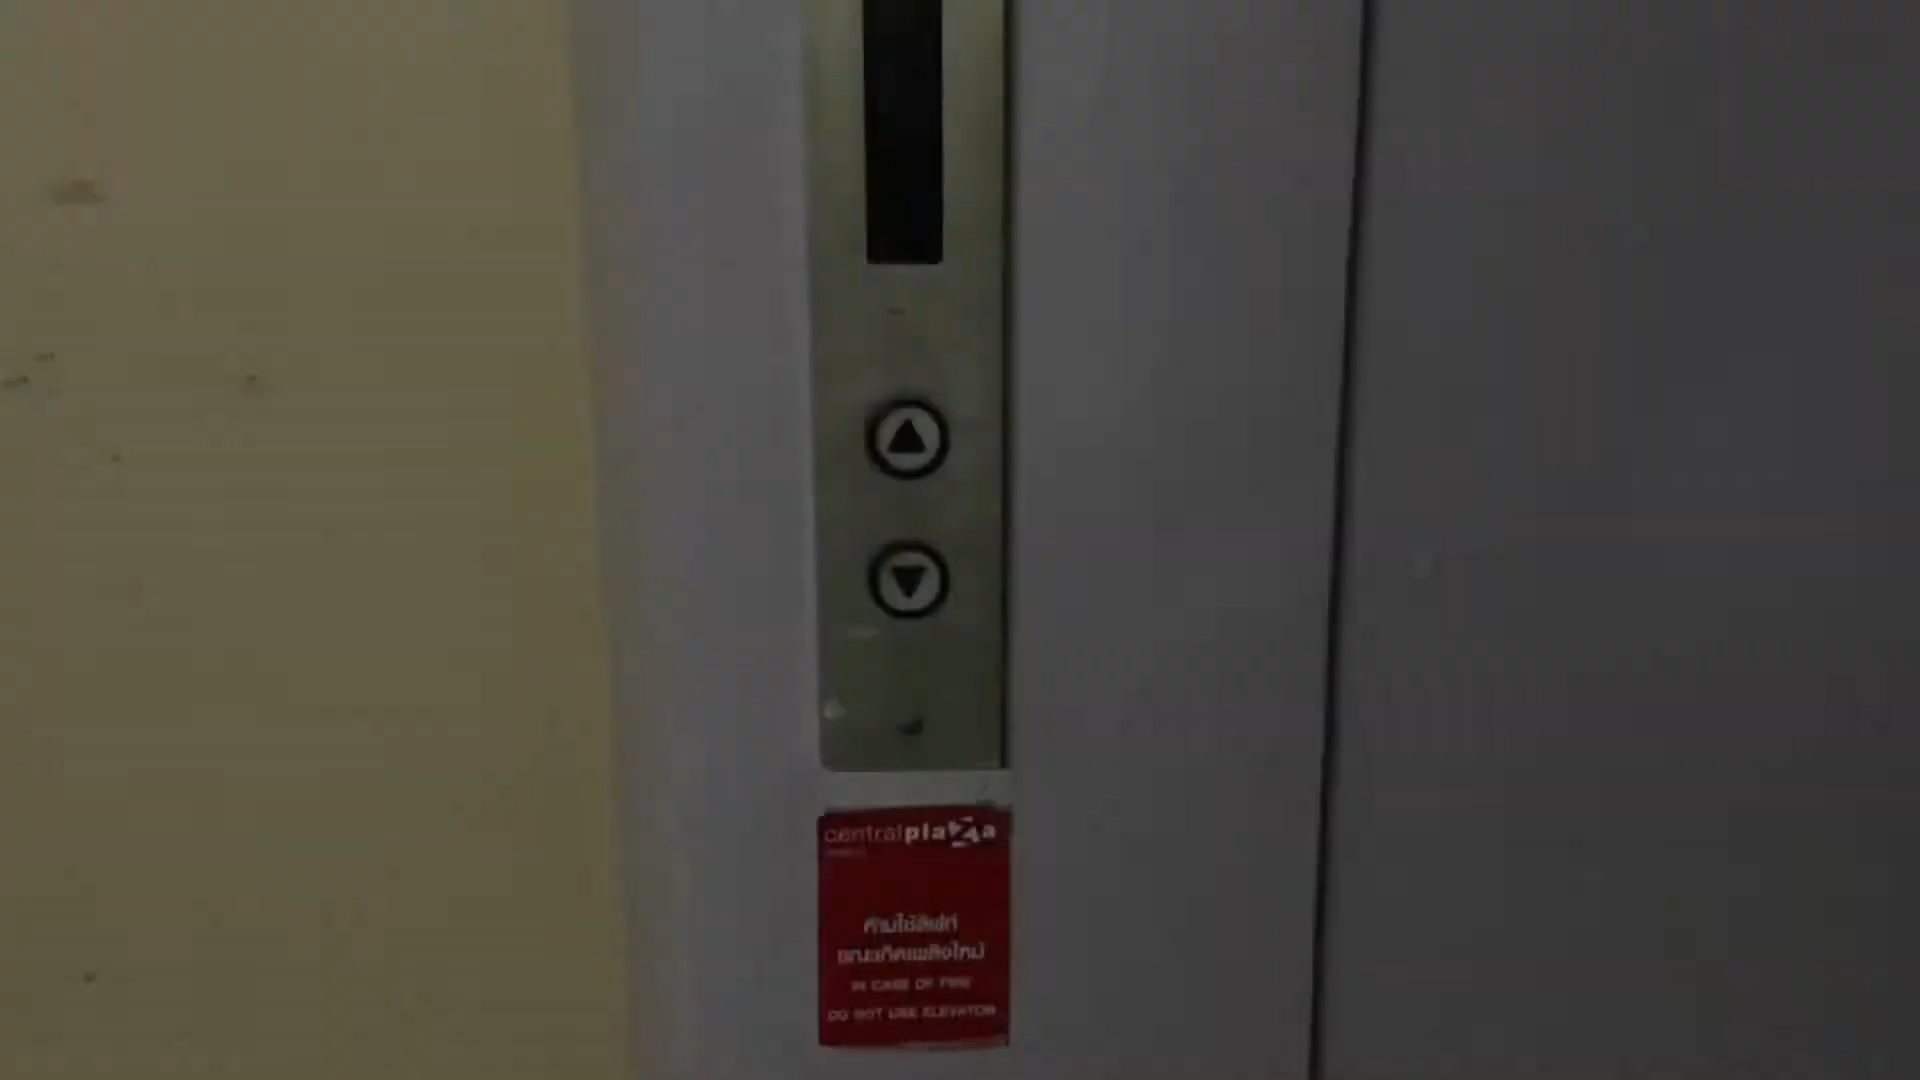 centralplaza
ห้ามใช้ลิฟท์
ขณะเกิดเพลิงไหม้
IN CASE OF FIRE
DO NOT USE ELEVATOR